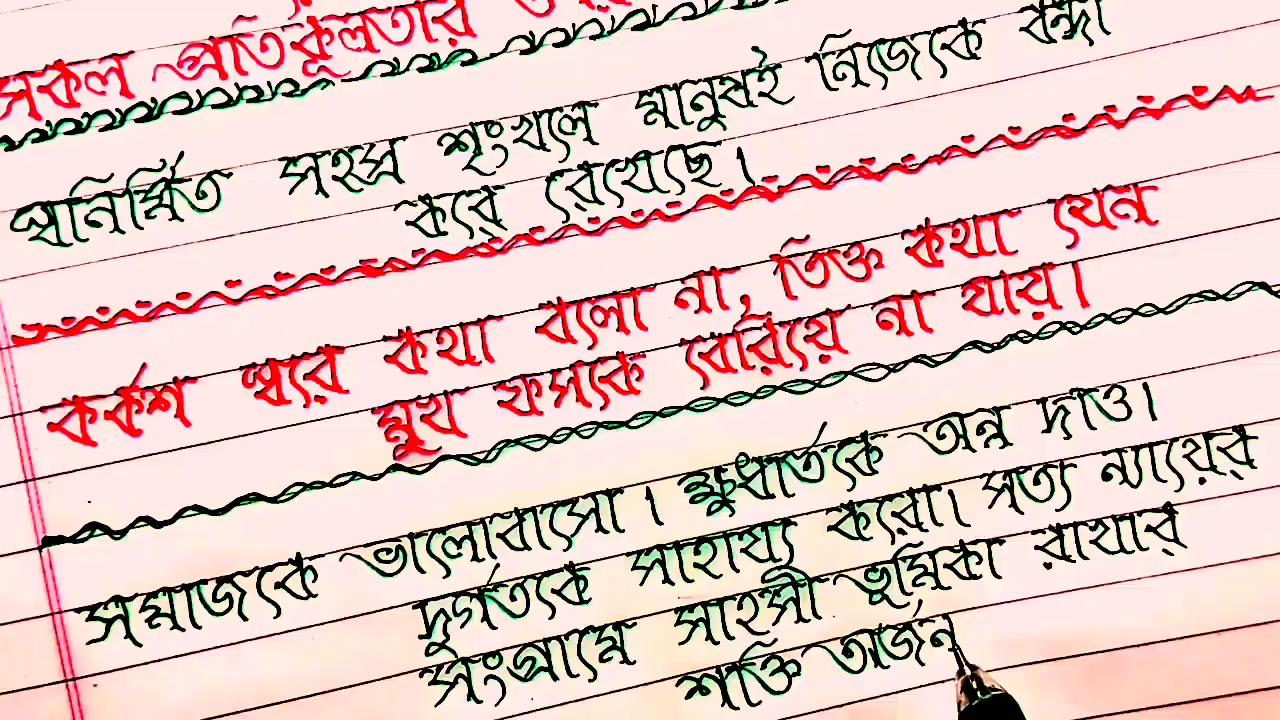 সকল প্রতিকূলতার
স্বনির্মিত সহস্র শৃংখলে মানুষই নিজেকে বন্দী
করে রেখেছে।
কর্কশ স্বরে কথা বলো না, তিক্ত কথা যেন
মুখ ফসকে বেরিয়ে না যায়।
সমাজকে ভালোবাসো। ক্ষুধার্তকে অন্ন দাও।
দুর্গতকে সাহায্য করো। সত্য ন্যায়ের
সংগ্রামে সাহসী ভূমিকা রাখার
শক্তি অর্জন